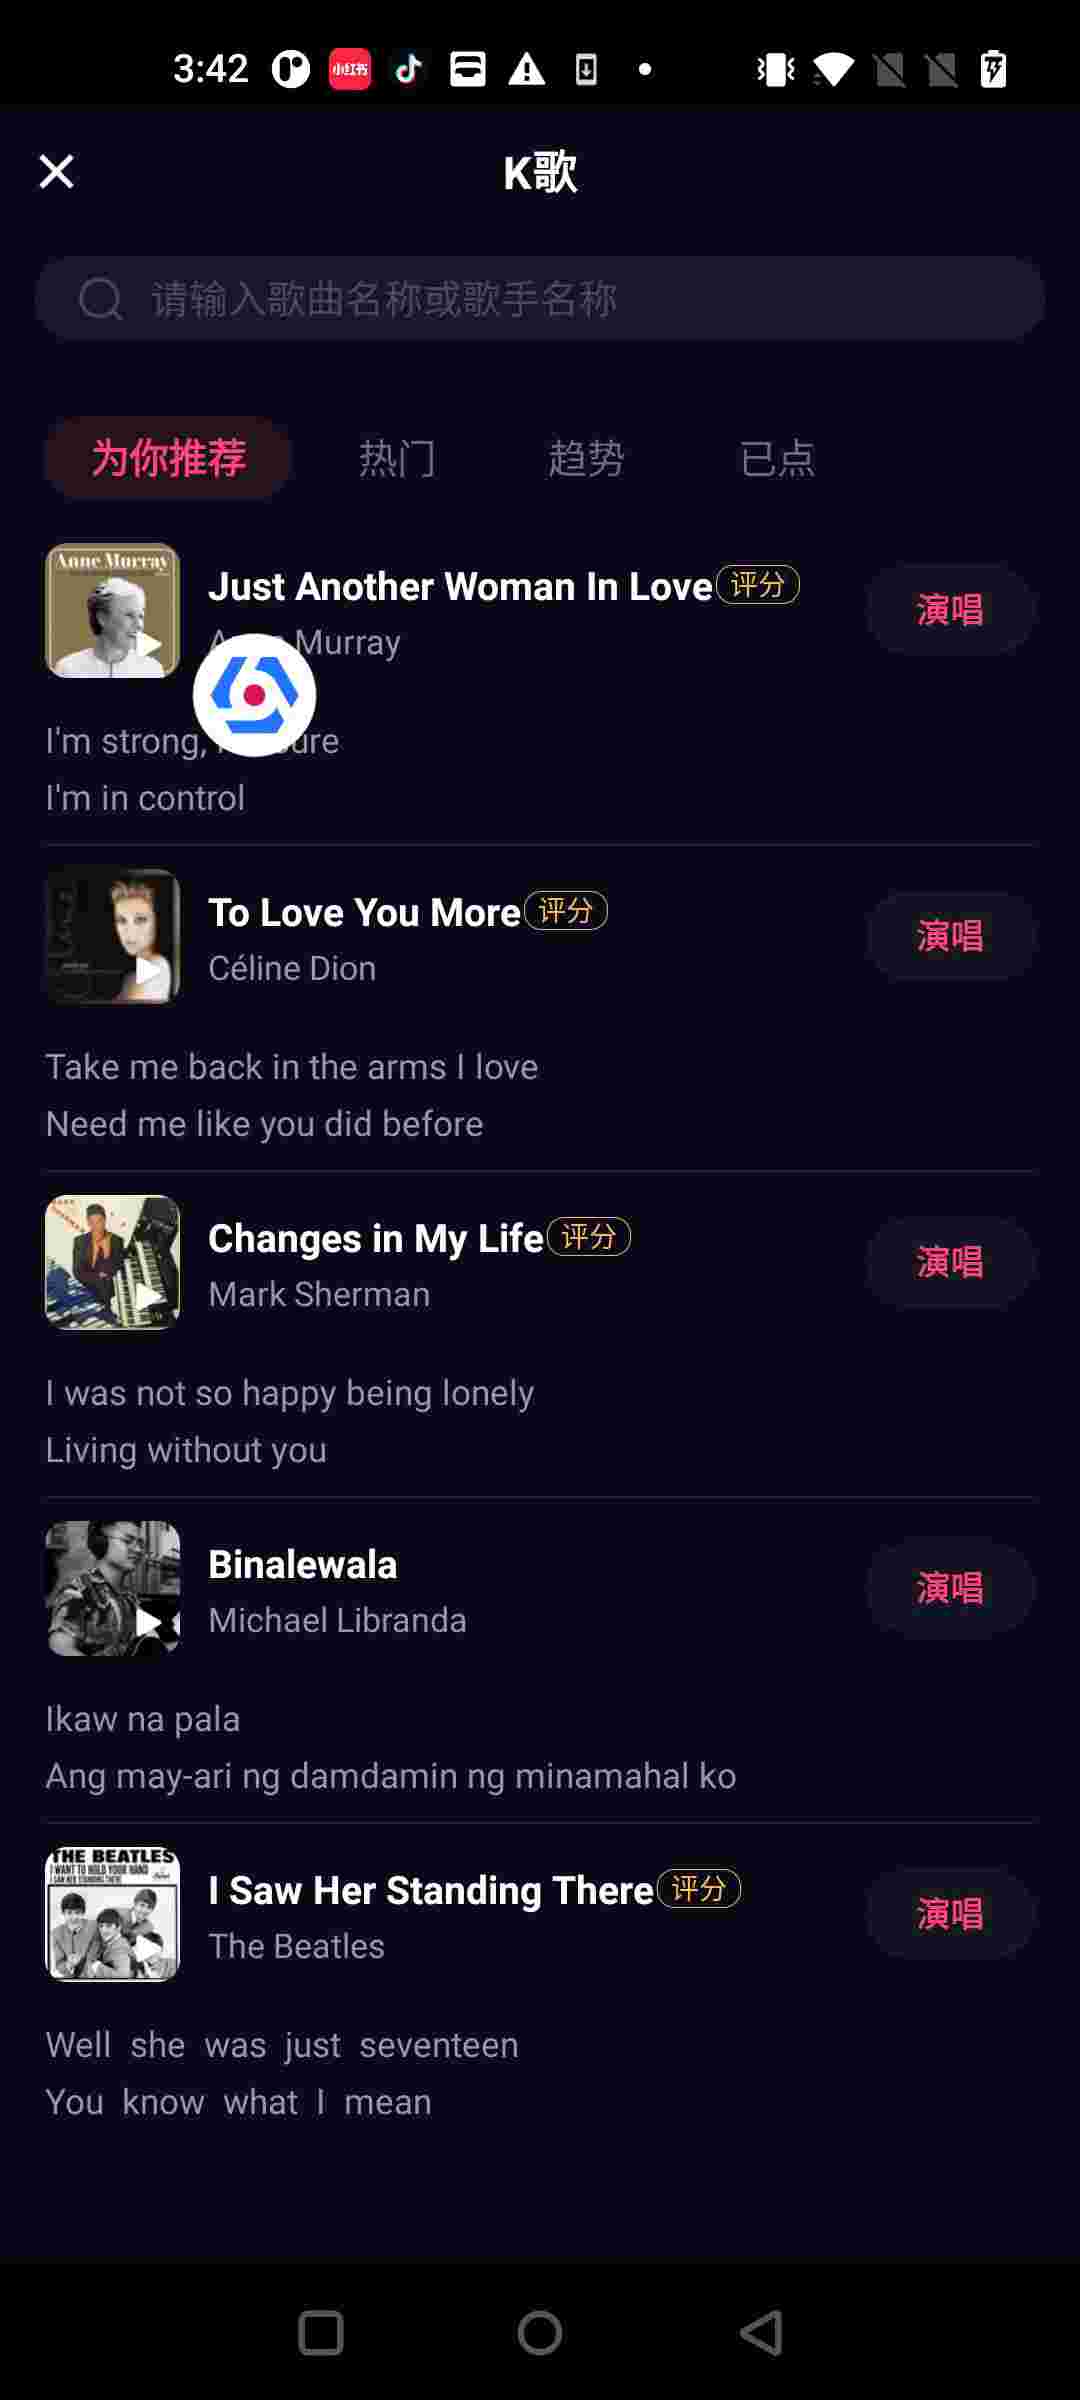 3:42
小红书
K歌
请输入歌曲名称或歌手名称
为你推荐 热门 趋势 已点
Anne Murray
Just Another Woman In Love 评分
Murray
演唱
I'm strong, sure
I'm in control
To Love You More 评分
Céline Dion
演唱
Take me back in the arms I love
Need me like you did before
Changes in My Life 评分
Mark Sherman
演唱
I was not so happy being lonely
Living without you
Binalewala
Michael Libranda
演唱
Ikaw na pala
Ang may-ari ng damdamin ng minamahal ko
THE BEATLES
I WANT TO HOLD YOUR HAND
I SAW HER STANDING THERE
I Saw Her Standing There 评分
The Beatles
演唱
Well she was just seventeen
You know what I mean